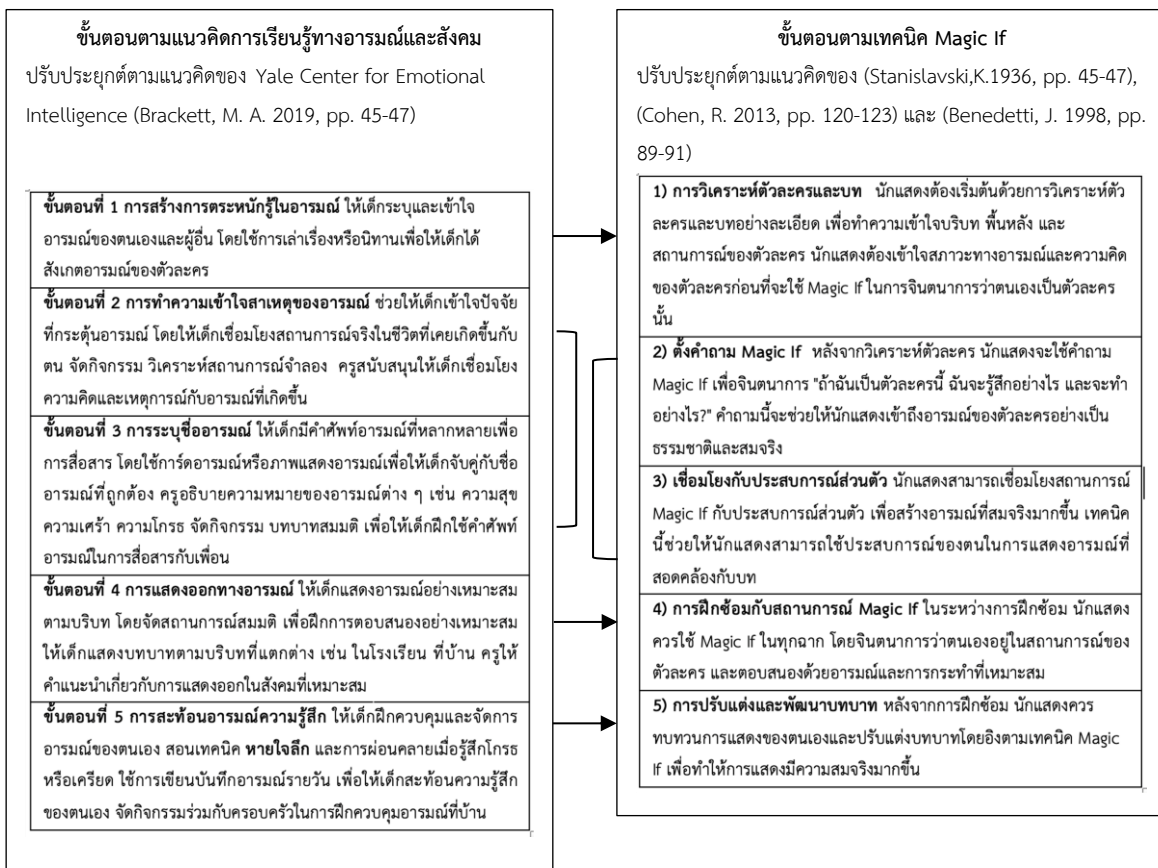 ขั้นตอนตามแนวคิดการเรียนรู้ทางอารมณ์และสังคม
ปรับประยุกต์ตามแนวคิดของ Yale Center for Emotional
Intelligence (Brackett, M. A. 2019, pp. 45-47)
ขั้นตอนที่ 1 การสร้างการตระหนักรู้ในอารมณ์ ให้เด็กระบุและเข้าใจ
อารมณ์ของตนเองและผู้อื่น โดยใช้การเล่าเรื่องหรือนิทานเพื่อให้เด็กได้
สังเกตอารมณ์ของตัวละคร
ขั้นตอนที่ 2 การทำความเข้าใจสาเหตุของอารมณ์ ช่วยให้เด็กเข้าใจปัจจัย
ที่กระตุ้นอารมณ์ โดยให้เด็กเชื่อมโยงสถานการณ์จริงในชีวิตที่เคยเกิดขึ้นกับ
ตน จัดกิจกรรม วิเคราะห์สถานการณ์จำลอง ครูสนับสนุนให้เด็กเชื่อมโยง
ความคิดและเหตุการณ์กับอารมณ์ที่เกิดขึ้น
ขั้นตอนที่ 3 การระบุชื่ออารมณ์ ให้เด็กมีคำศัพท์อารมณ์ที่หลากหลายเพื่อ
การสื่อสาร โดยใช้การ์ดอารมณ์หรือภาพแสดงอารมณ์เพื่อให้เด็กจับคู่กับชื่อ
อารมณ์ที่ถูกต้อง ครูอธิบายความหมายของอารมณ์ต่าง ๆ เช่น ความสุข
ความเศร้า ความโกรธ จัดกิจกรรม บทบาทสมมติ เพื่อให้เด็กฝึกใช้คำศัพท์
อารมณ์ในการสื่อสารกับเพื่อน
ขั้นตอนที่ 4 การแสดงออกทางอารมณ์ ให้เด็กแสดงอารมณ์อย่างเหมาะสม
ตามบริบท โดยจัดสถานการณ์สมมติ เพื่อฝึกการตอบสนองอย่างเหมาะสม
ให้เด็กแสดงบทบาทตามบริบทที่แตกต่าง เช่น ในโรงเรียน ที่บ้าน ครูให้
คำแนะนำเกี่ยวกับการแสดงออกในสังคมที่เหมาะสม
ขั้นตอนที่ 5 การสะท้อนอารมณ์ความรู้สึก ให้เด็กฝึกควบคุมและจัดการ
อารมณ์ของตนเอง สอนเทคนิค หายใจลึก และการผ่อนคลายเมื่อรู้สึกโกรธ
หรือเครียด ใช้การเขียนบันทึกอารมณ์รายวัน เพื่อให้เด็กสะท้อนความรู้สึก
ของตนเอง จัดกิจกรรมร่วมกับครอบครัวในการฝึกควบคุมอารมณ์ที่บ้าน
ขั้นตอนตามเทคนิค Magic If
ปรับประยุกต์ตามแนวคิดของ (Stanislavski,K.1936, pp. 45-47),
(Cohen, R. 2013, pp. 120-123) และ (Benedetti, J. 1998, pp.
89-91)
1) การวิเคราะห์ตัวละครและบท นักแสดงต้องเริ่มต้นด้วยการวิเคราะห์ตัว
ละครและบทอย่างละเอียด เพื่อทำความเข้าใจบริบท พื้นหลัง และ
สถานการณ์ของตัวละคร นักแสดงต้องเข้าใจสภาวะทางอารมณ์และความคิด
ของตัวละครก่อนที่จะใช้ Magic If ในการจินตนาการว่าตนเองเป็นตัวละคร
นั้น
2) ตั้งคำถาม Magic If หลังจากวิเคราะห์ตัวละคร นักแสดงจะใช้คำถาม
Magic If เพื่อจินตนาการ "ถ้าฉันเป็นตัวละครนี้ ฉันจะรู้สึกอย่างไร และจะทำ
อย่างไร?" คำถามนี้จะช่วยให้นักแสดงเข้าถึงอารมณ์ของตัวละครอย่างเป็น
ธรรมชาติและสมจริง
3) เชื่อมโยงกับประสบการณ์ส่วนตัว นักแสดงสามารถเชื่อมโยงสถานการณ์
Magic If กับประสบการณ์ส่วนตัว เพื่อสร้างอารมณ์ที่สมจริงมากขึ้น เทคนิค
นี้ช่วยให้นักแสดงสามารถใช้ประสบการณ์ของตนในการแสดงอารมณ์ที่
สอดคล้องกับบท
4) การฝึกซ้อมกับสถานการณ์ Magic If ในระหว่างการฝึกซ้อม นักแสดง
ควรใช้ Magic If ในทุกฉาก โดยจินตนาการว่าตนเองอยู่ในสถานการณ์ของ
ตัวละคร และตอบสนองด้วยอารมณ์และการกระทำที่เหมาะสม
5) การปรับแต่งและพัฒนาบทบาท หลังจากการฝึกซ้อม นักแสดงควร
ทบทวนการแสดงของตนเองและปรับแต่งบทบาทโดยอิงตามเทคนิค Magic
If เพื่อทำให้การแสดงมีความสมจริงมากขึ้น